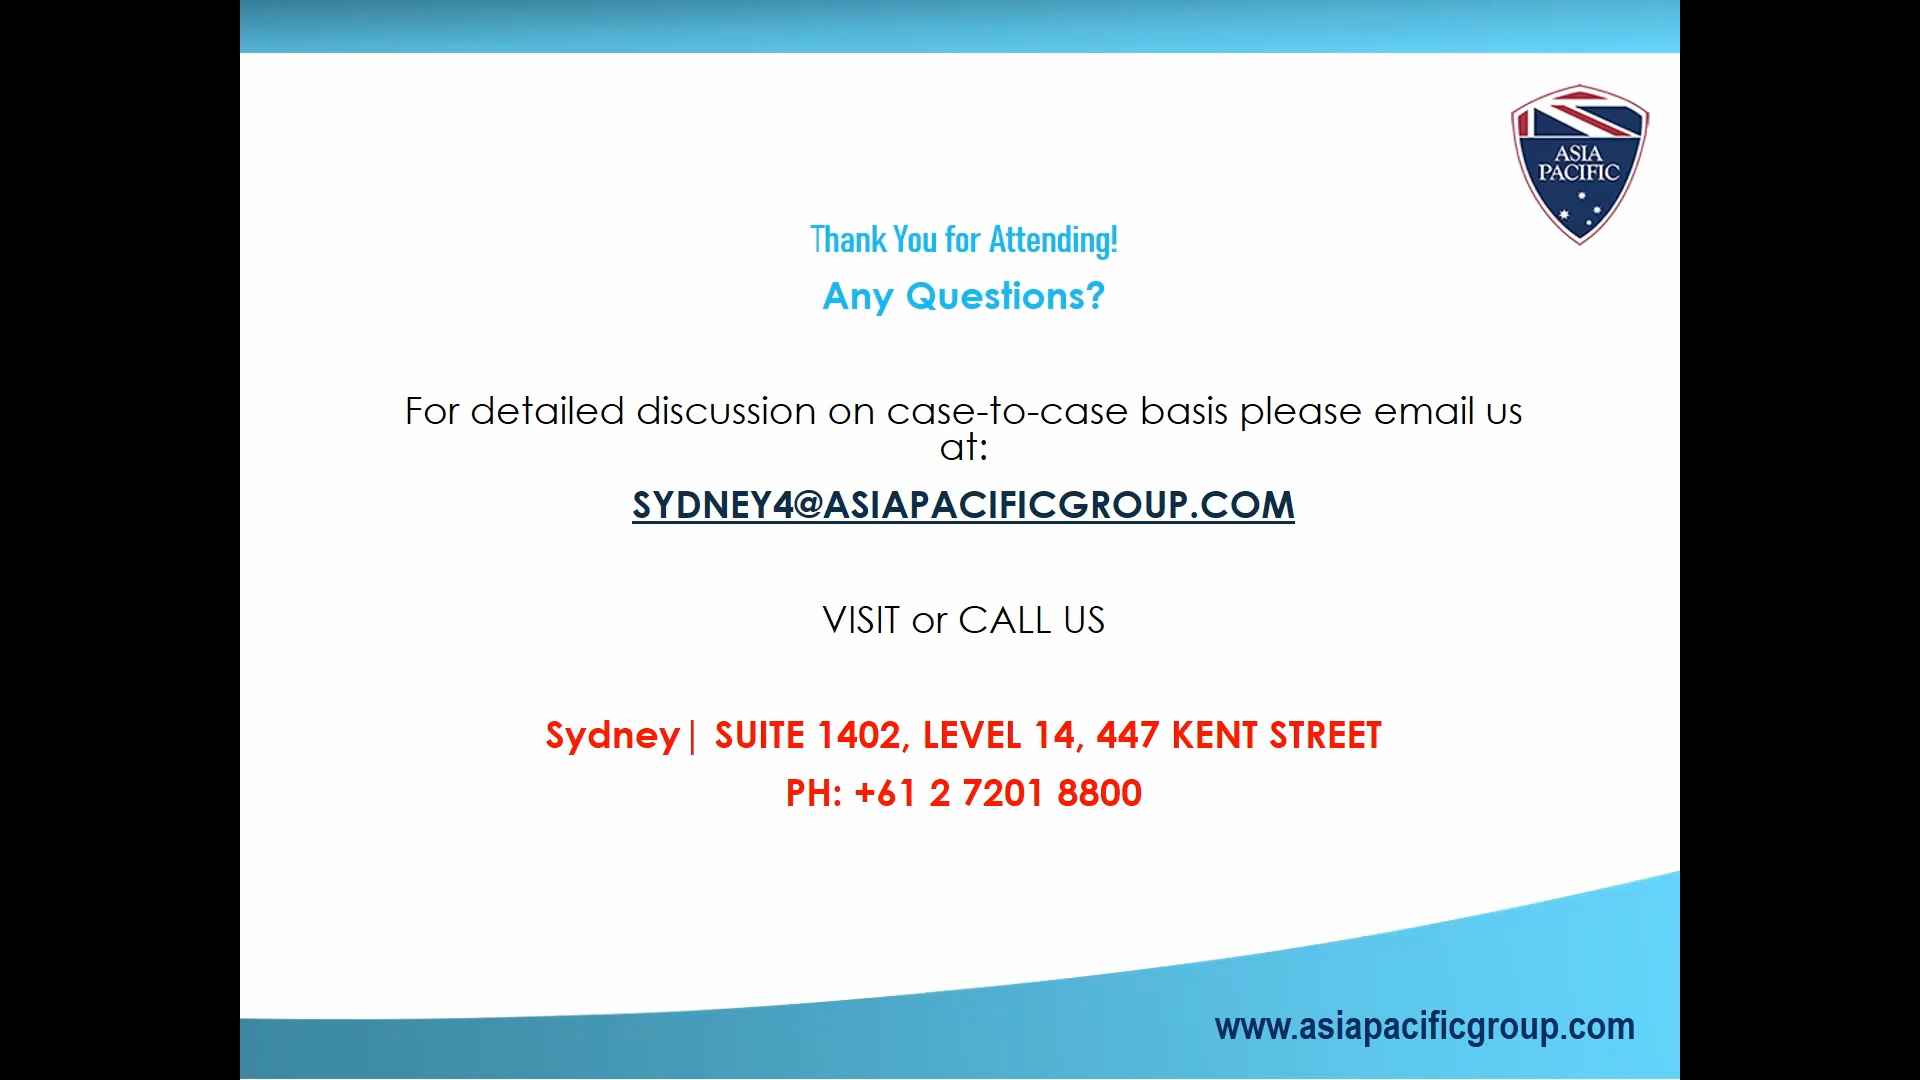 ASIA
PACIFIC
Thank You for Attending!
Any Questions?
For detailed discussion on case-to-case basis please email us
at:
SYDNEY4@ASIAPACIFICGROUP.COM
VISIT or CALL US
Sydney| SUITE 1402, LEVEL 14, 447 KENT STREET
PH: +61 2 7201 8800
www.asiapacificgroup.com